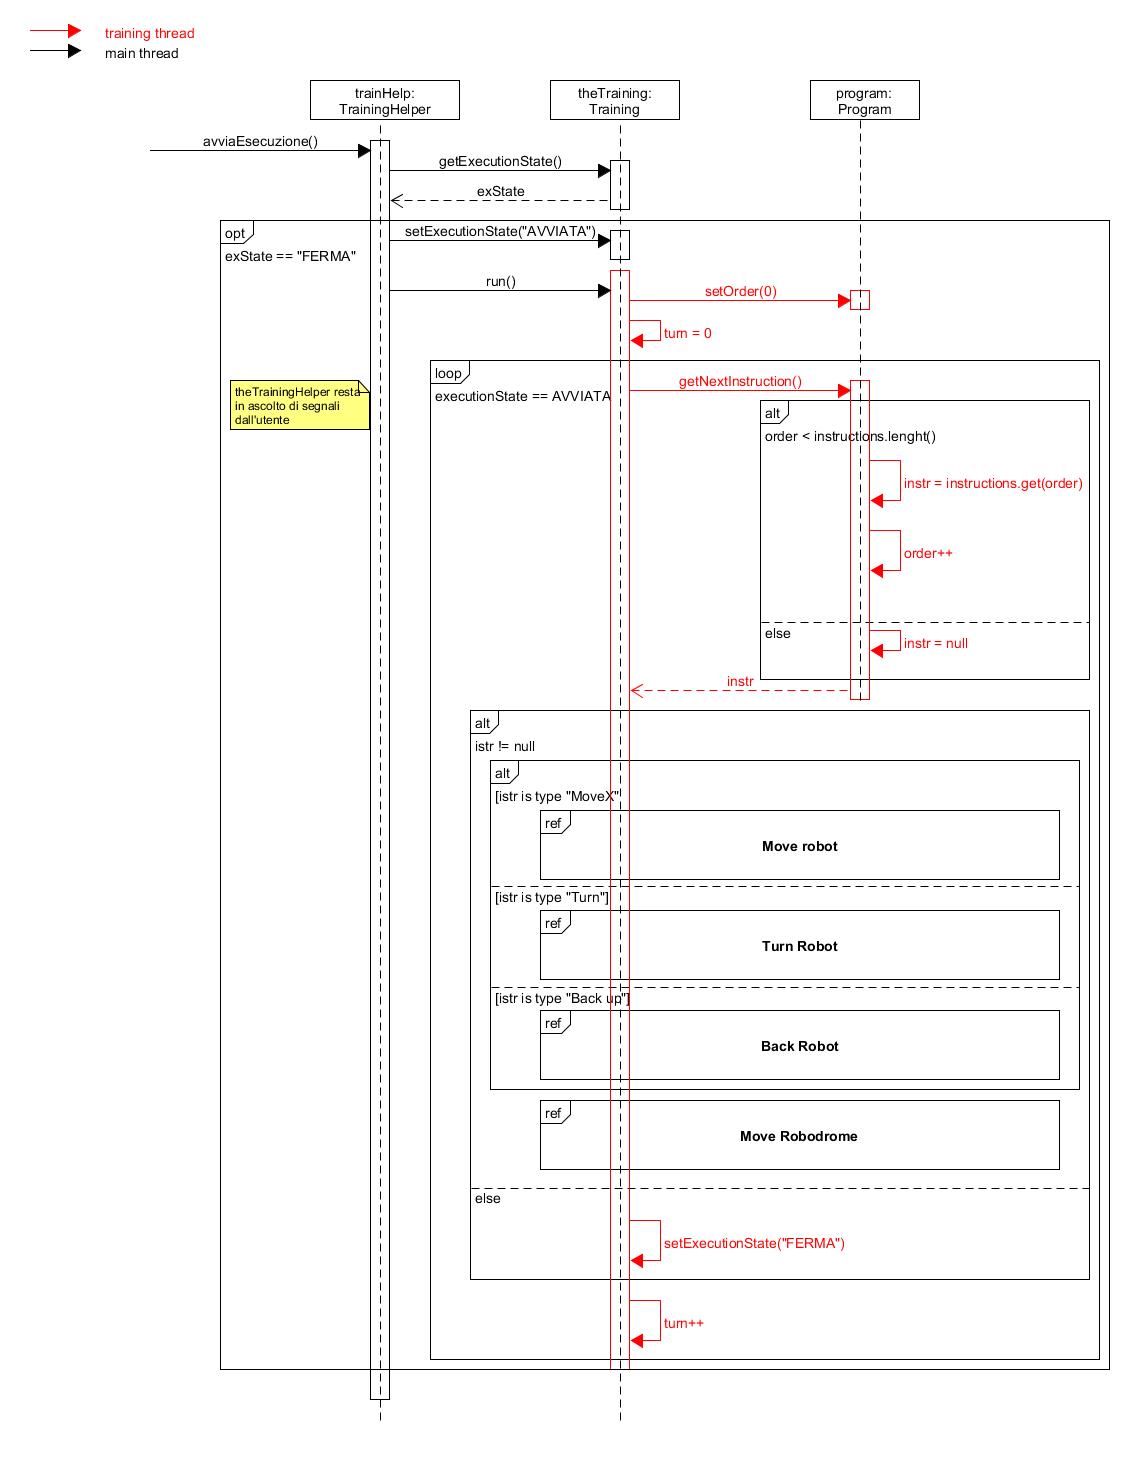 training thread
main thread
trainHelp:
TrainingHelper
theTraining:
Training
program:
Program
avviaEsecuzione()
getExecutionState()
exState
opt
setExecutionState("AVVIATA")
exState == "FERMA"
run()
setOrder(0)
turn = 0
loop
theTrainingHelper resta
in ascolto di segnali
dall'utente
executionState == AVVIATA
getNextInstruction()
alt
order < instructions.lenght()
instr = instructions.get(order)
order++
else
instr = null
instr
alt
istr != null
alt
[istr is type "MoveX"
ref
Move robot
[istr is type "Turn"]
ref
Turn Robot
[istr is type "Back up"]
ref
Back Robot
ref
Move Robodrome
else
setExecutionState("FERMA")
turn++